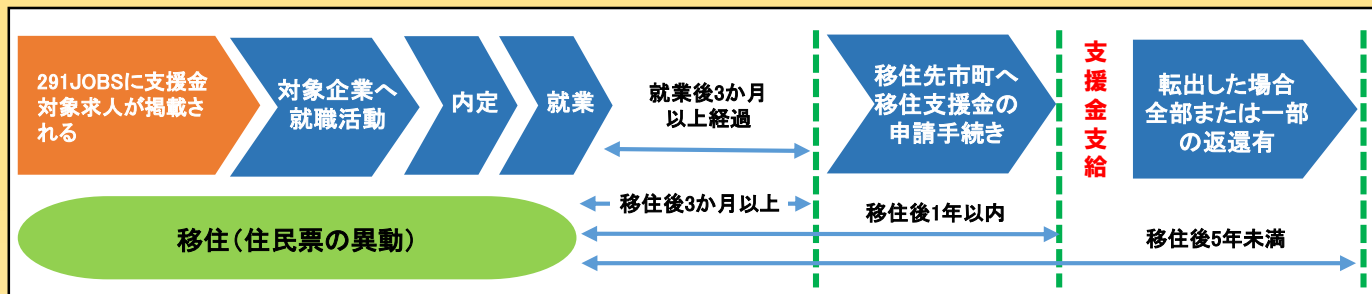 291JOBSに支援金
対象求人が掲載さ
れる
対象企業へ
就職活動
内定
就業
就業後3か月
以上経過
移住先市町へ
移住支援金の
申請手続き
支援金支給
転出した場合
全部または一部
の返還有
移住後3か月以上
移住後1年以内
移住（住民票の異動）
移住後5年未満